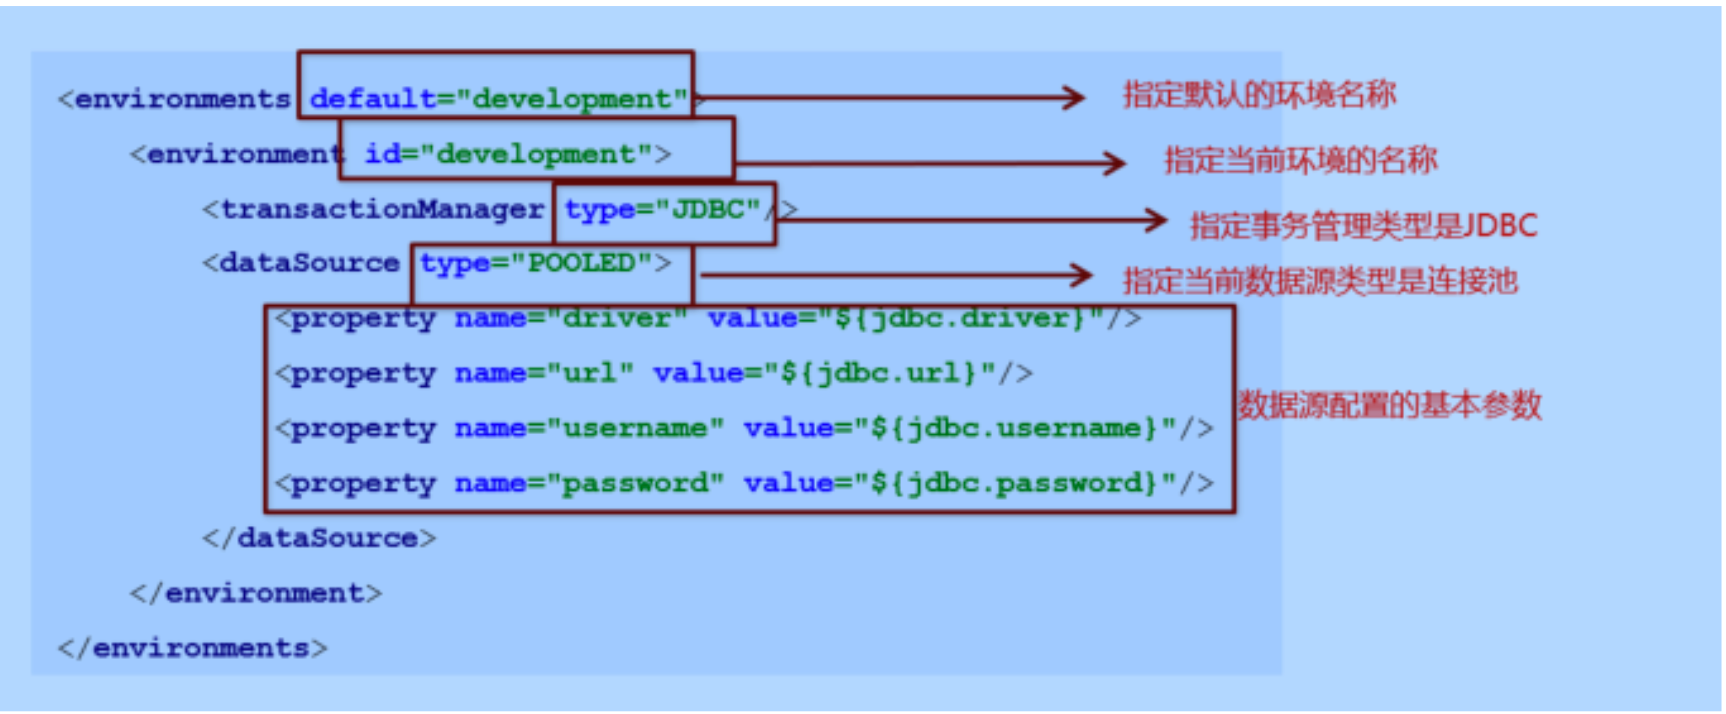 <environments default="development">
指定默认的环境名称
<environment id="development">
指定当前环境的名称
<transactionManager type="JDBC"/>
指定事务管理类型是JDBC
<dataSource type="POOLED">
指定当前数据源类型是连接池
<property name="driver" value="${jdbc.driver}"/>
<property name="url" value="${jdbc.url}"/>
<property name="username" value="${jdbc.username}"/>
<property name="password" value="${jdbc.password}"/>
数据源配置的基本参数
</dataSource>
</environment>
</environments>